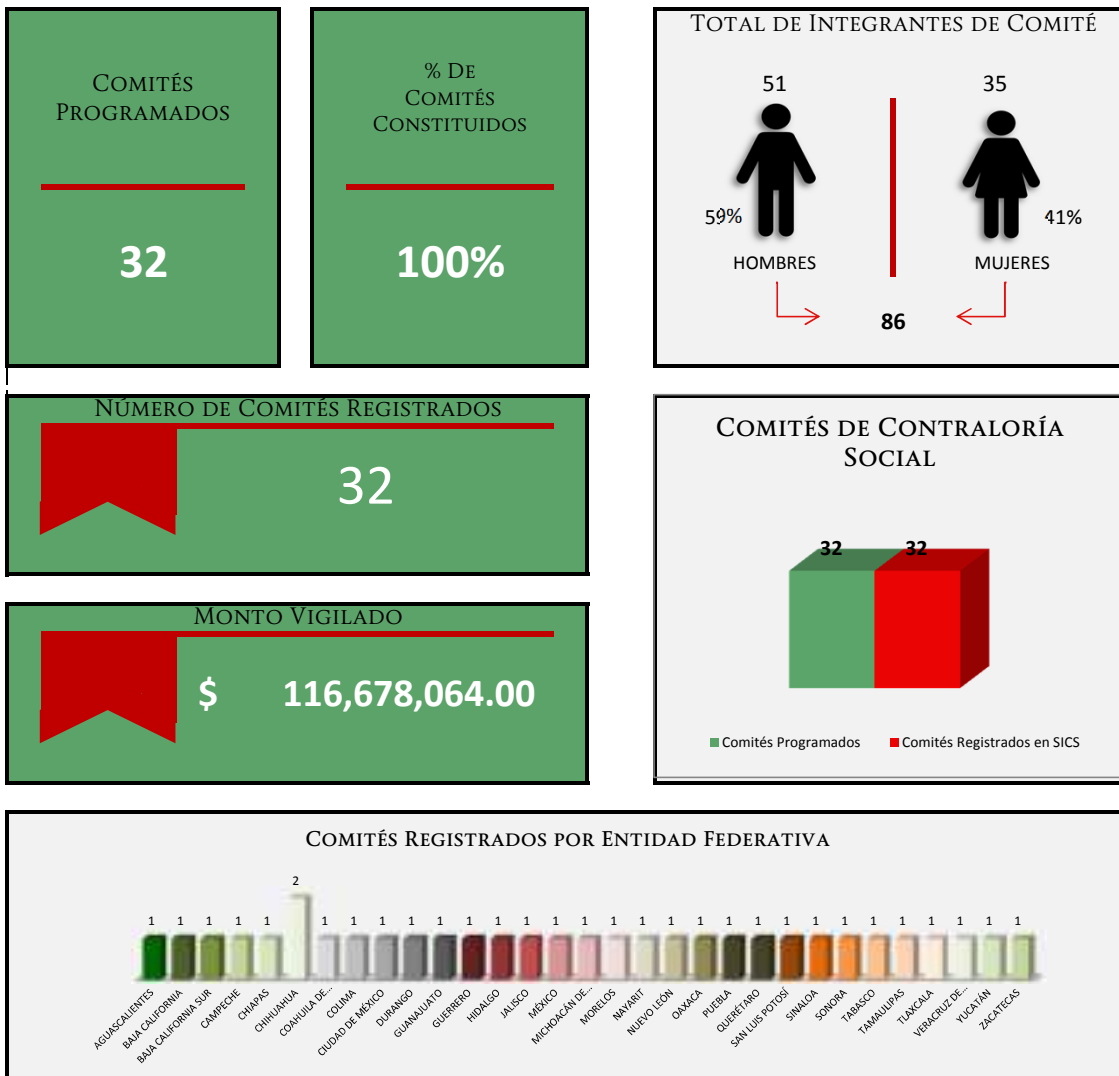 COMITÉS
PROGRAMADOS
32
% DE
COMITÉS
CONSTITUIDOS
100%
TOTAL DE INTEGRANTES DE COMITÉ
51
35
59%
41%
HOMBRES
MUJERES
86
NÚMERO DE COMITÉS REGISTRADOS
32
COMITÉS DE CONTRALORÍA
SOCIAL
32
32
Comités Programados
Comités Registrados en SICS
MONTO VIGILADO
$ 116,678,064.00
COMITÉS REGISTRADOS POR ENTIDAD FEDERATIVA
2
1 1 1 1 1 1 1 1 1 1 1 1 1 1 1 1 1 1 1 1 1 1 1 1 1 1 1 1 1 1
AGUASCALIENTES
BAJA CALIFORNIA
BAJA CALIFORNIA SUR
CAMPECHE
CHIAPAS
CHIHUAHUA
COAHUILA DE...
COLIMA
CIUDAD DE MÉXICO
DURANGO
GUANAJUATO
GUERRERO
HIDALGO
JALISCO
MÉXICO
MICHOACÁN DE...
MORELOS
NAYARIT
NUEVO LEÓN
OAXACA
PUEBLA
QUERÉTARO
SAN LUIS POTOSÍ
SINALOA
SONORA
TABASCO
TAMAULIPAS
TLAXCALA
VERACRUZ DE...
YUCATÁN
ZACATECAS